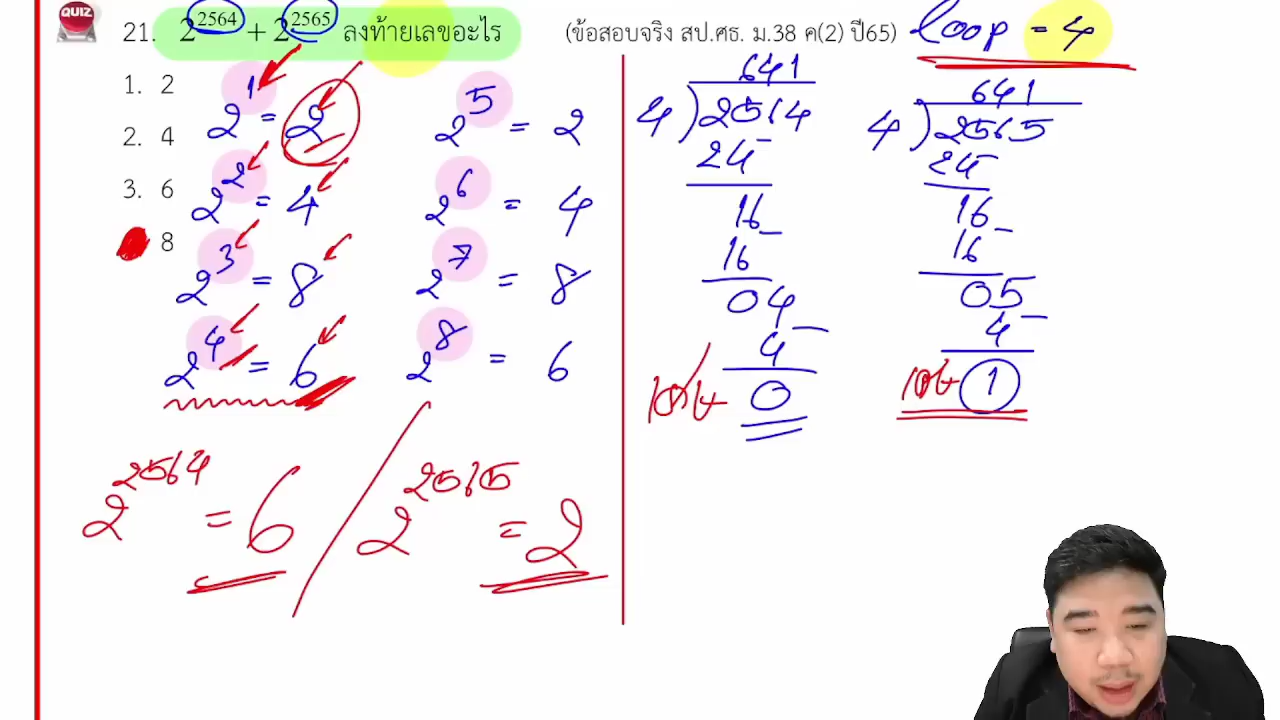 QUIZ
21. 2^2564 + 2^2565 ลงท้ายเลขอะไร (ข้อสอบจริง สป.ศธ. ม.38 ค(2) ปี65) loop = 4
1. 2
2. 4
3. 6
8
2^1 = 2
2^2 = 4
2^3 = 8
2^4 = 6
2^5 = 2
2^6 = 4
2^7 = 8
2^8 = 6
2^2564 = 6 / 2^2565 = 2
641
4)2564
24
16
16
04
4
0
641
4)2565
24
16
16
05
4
เศษ 1